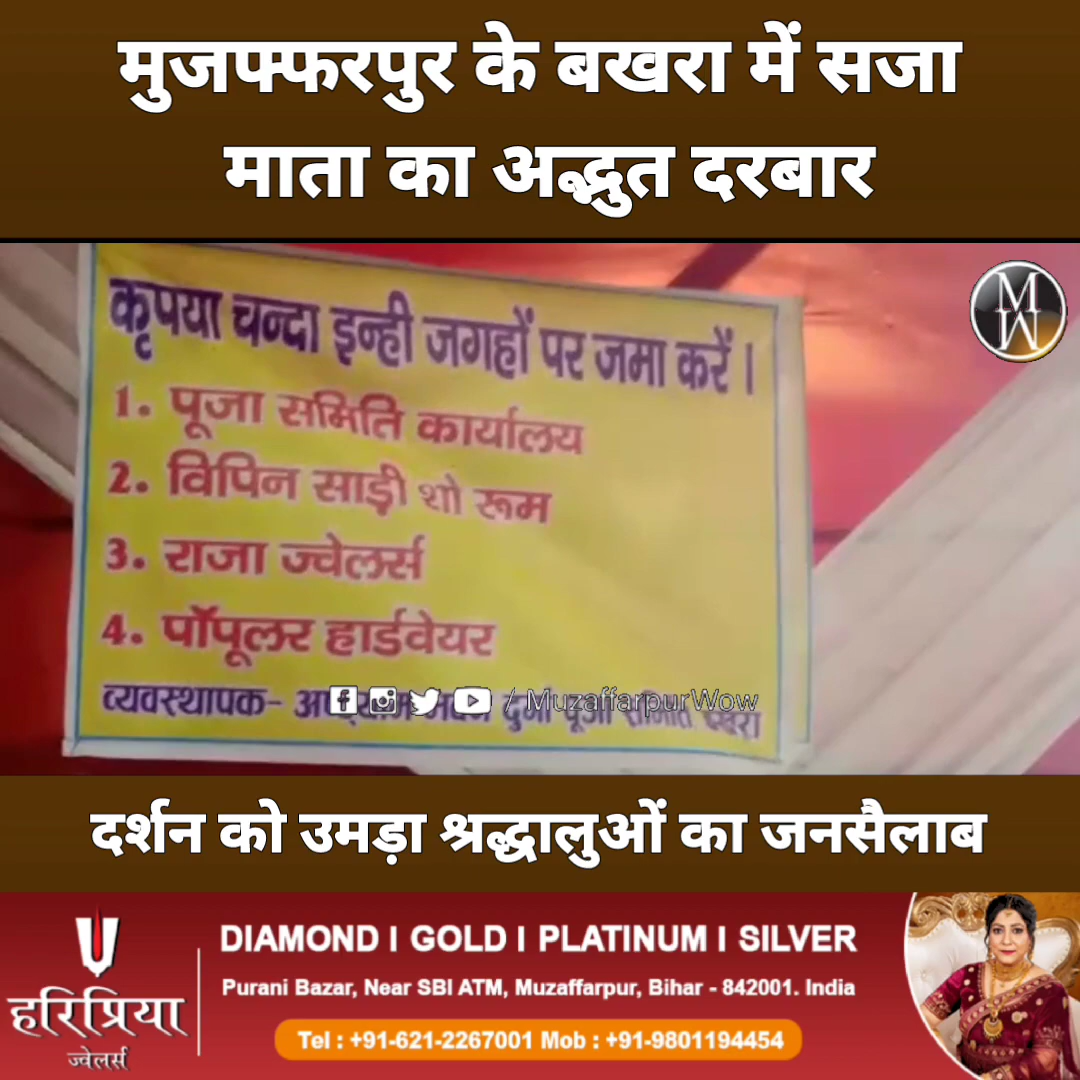 मुजफ्फरपुर के बखरा में सजा
माता का अद्भुत दरबार
M
W
कृपया चन्दा इन्ही जगहों पर जमा करें ।
1. पूजा समिति कार्यालय
2. विपिन साड़ी शो रूम
3. राजा ज्वेलर्स
4. पॉपूलर हार्डवेयर
व्यवस्थापक- दुर्गा पूजा समिति बखरा
/ MuzaffarpurWow
दर्शन को उमड़ा श्रद्धालुओं का जनसैलाब
हरिप्रिया
ज्वेलर्स
DIAMOND I GOLD I PLATINUM I SILVER
Purani Bazar, Near SBI ATM, Muzaffarpur, Bihar - 842001. India
Tel : +91-621-2267001 Mob : +91-9801194454